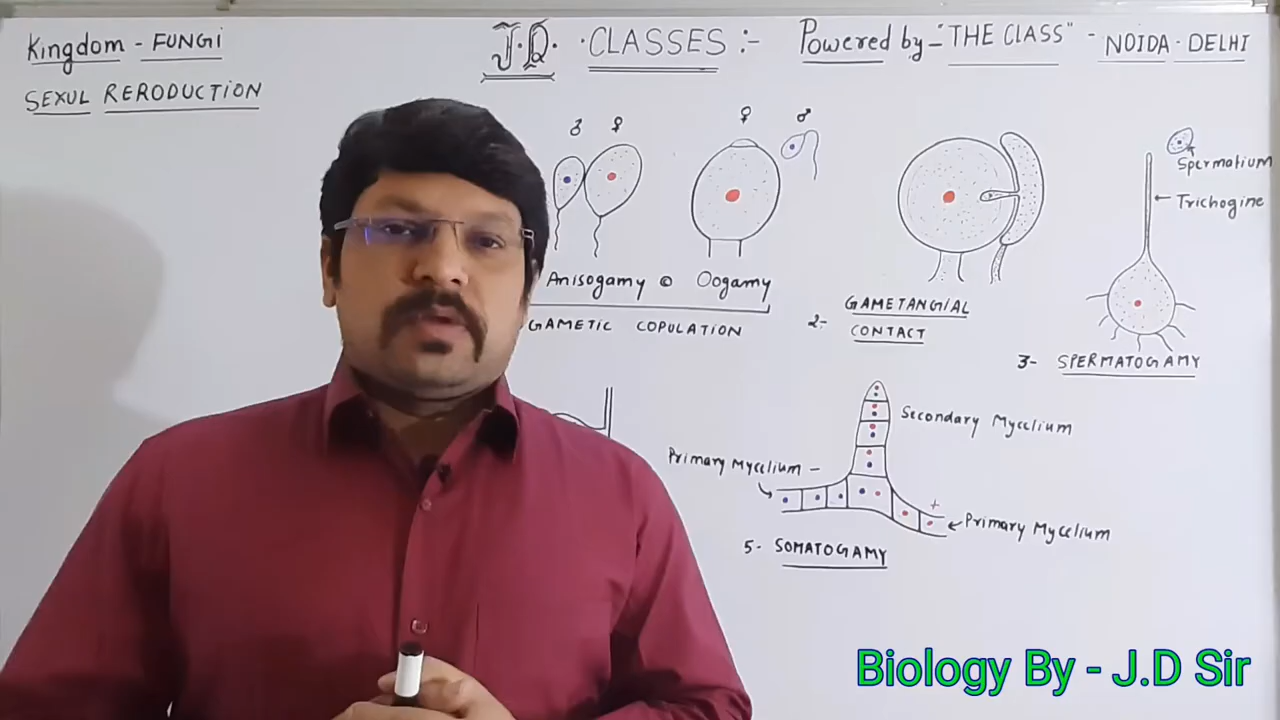 Kingdom - FUNGI
SEXUL RERODUCTION
J.D. CLASSES :- Powered by - "THE CLASS" - NOIDA - DELHI
♂ ♀
♀ ♂
Spermatium
Trichogine
Anisogamy
Oogamy
GAMETIC COPULATION
2- GAMETANGIAL
CONTACT
3- SPERMATOGAMY
Secondary Mycelium
Primary Mycelium -
+
Primary Mycelium
5- SOMATOGAMY
Biology By - J.D Sir